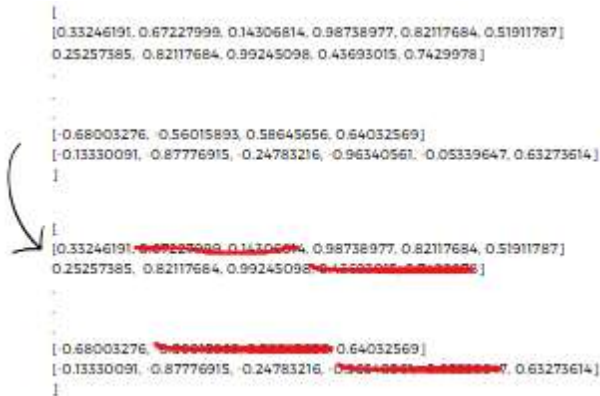 [
[0.33246191, 0.67227999, 0.14306814, 0.98738977, 0.82117684, 0.51911787]
0.25257385, 0.82117684, 0.99245098, 0.43693015, 0.7429978 ]
.
.
.
[-0.68003276, -0.56015893, 0.58645656, 0.64032569]
[-0.13330091, -0.87776915, -0.24783216, -0.96340561, -0.05339647, 0.63273614]
]
[
[0.33246191, 0.98738977, 0.82117684, 0.51911787]
0.25257385, 0.82117684, 0.99245098, ]
.
.
.
[-0.68003276, 0.64032569]
[-0.13330091, -0.87776915, -0.24783216, 0.63273614]
]